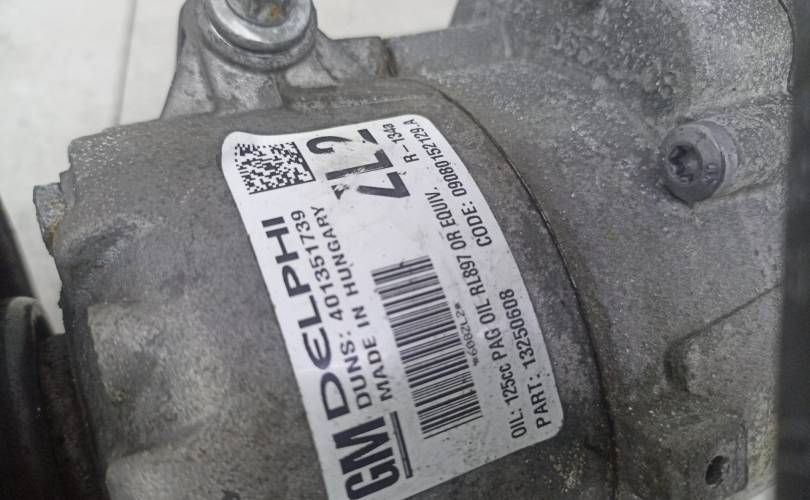 GM DELPHI
DUNS: 401351739
MADE IN HUNGARY
ZL2
R-134a
*6082L2*
OIL: 125cc PAG OIL RL897 OR EQUIV.
PART: 13250608
CODE: 09080152129.A